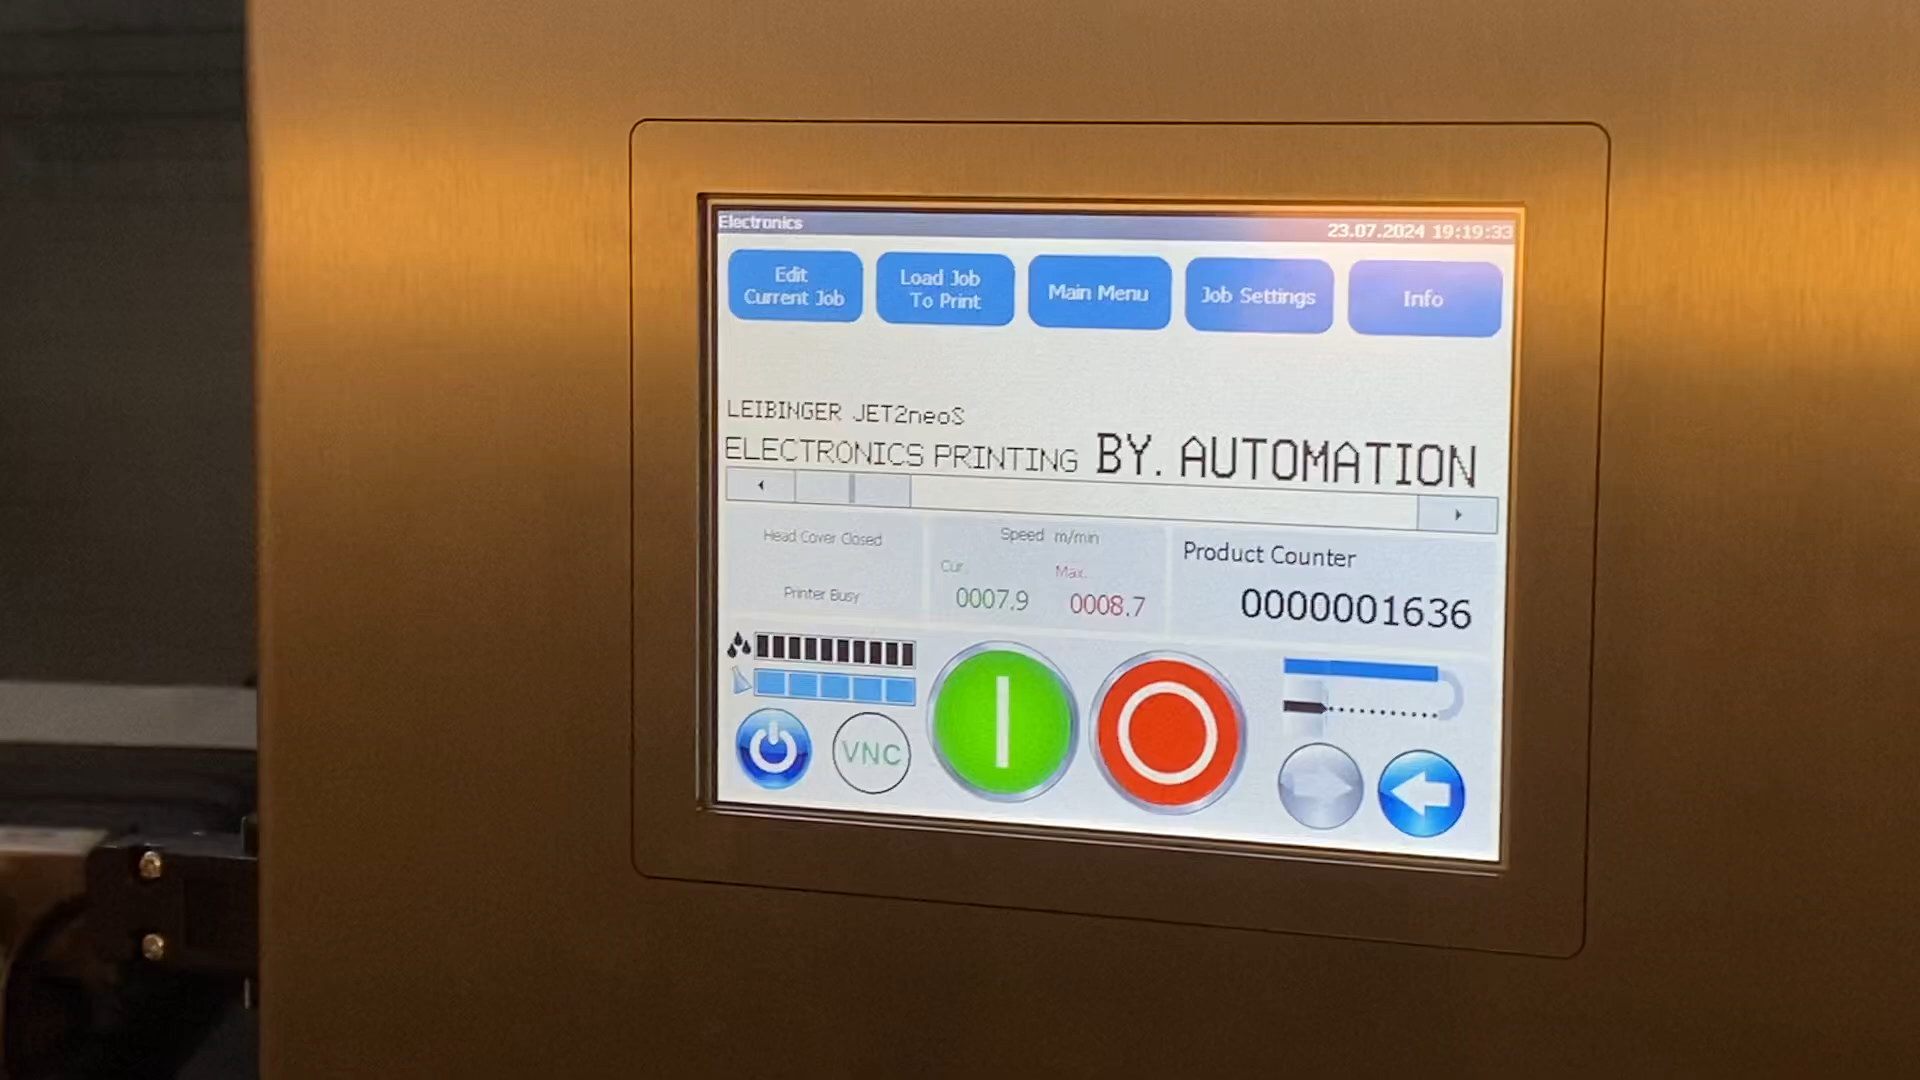 Electronics
23.07.2024 19:19:33
Edit
Current Job
Load Job
To Print
Main Menu
Job Settings
Info
LEIBINGER JET2neoS
ELECTRONICS PRINTING BY. AUTOMATION
Head Cover Closed
Printer Busy
Speed m/min
Cur.
Max.
0007.9
0008.7
Product Counter
0000001636
VNC